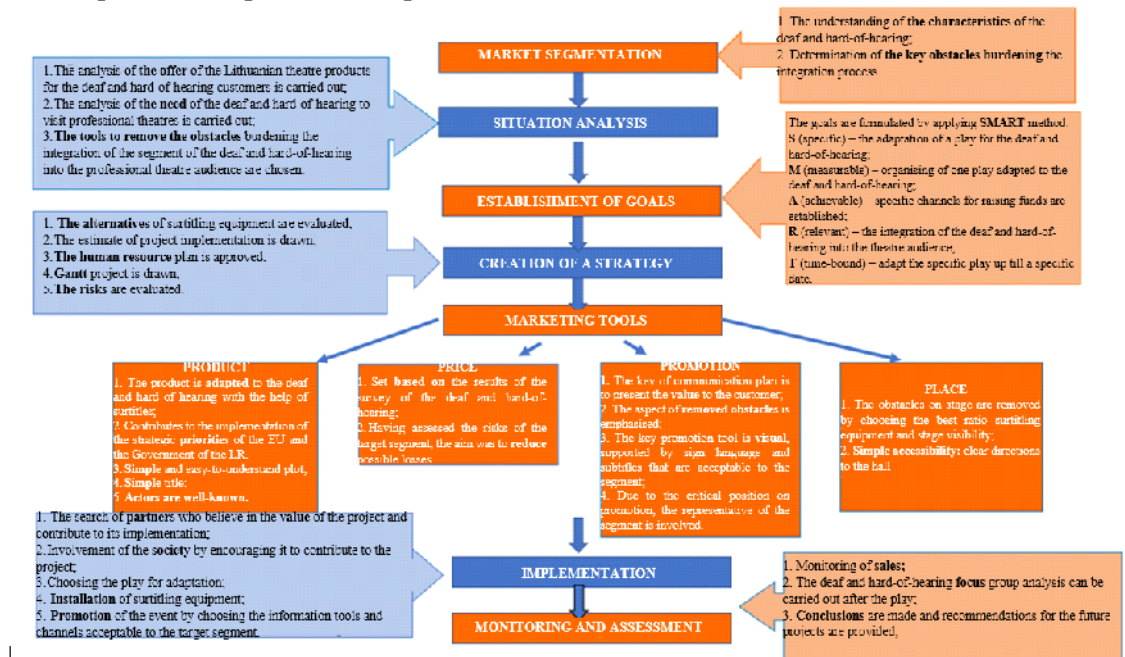 1. The understanding of the characteristics of the
deaf and hard-of-hearing;
2. Determination of the key obstacles burdening the
integration process
MARKET SEGMENTATION
1.The analysis of the offer of the Lithuanian theatre products
for the deaf and hard of hearing customers is carried out;
2.The analysis of the need of the deaf and hard of hearing to
visit professional theatres is carried out;
3.The tools to remove the obstacles burdening the
integration of the segment of the deaf and hard-of-hearing
into the professional theatre audience are chosen.
SITUATION ANALYSIS
The goals are formulated by applying SMART method.
S (specific) – the adaptation of a play for the deaf and
hard-of-hearing;
M (measurable) – organising of one play adapted to the
deaf and hard-of-hearing;
A (achievable) – specific channels for raising funds are
established;
R (relevant) – the integration of the deaf and hard-of-
hearing into the theatre audience,
T (time-bound) – adapt the specific play up till a specific
date.
ESTABLISHMENT OF GOALS
1. The alternatives of surtitling equipment are evaluated,
2.The estimate of project implementation is drawn,
3.The human resource plan is approved,
4.Gantt project is drawn,
5.The risks are evaluated.
CREATION OF A STRATEGY
MARKETING TOOLS
PRODUCT
1. The product is adapted to the deaf
and hard of hearing with the help of
surtitles;
2. Contributes to the implementation of
the strategic priorities of the EU and
the Government of the LR.
3. Simple and easy-to-understand plot,
4. Simple title;
5. Actors are well-known.
PRICE
1. Set based on the results of the
survey of the deaf and hard-of-
hearing;
2. Having assessed the risks of the
target segment, the aim was to reduce
possible losses
PROMOTION
1. The key of communication plan is
to present the value to the customer;
2. The aspect of removed obstacles is
emphasised;
3. The key promotion tool is visual,
supported by sign language and
subtitles that are acceptable to the
segment;
4. Due to the critical position on
promotion, the representative of the
segment is involved.
PLACE
1. The obstacles on stage are removed
by choosing the best ratio surtitling
equipment and stage visibility;
2. Simple accessibility: clear directions
to the hall
1. The search of partners who believe in the value of the project and
contribute to its implementation;
2.Involvement of the society by encouraging it to contribute to the
project;
3.Choosing the play for adaptation;
4. Installation of surtitling equipment;
5. Promotion of the event by choosing the information tools and
channels acceptable to the target segment.
IMPLEMENTATION
1. Monitoring of sales;
2. The deaf and hard-of-hearing focus group analysis can be
carried out after the play;
3. Conclusions are made and recommendations for the future
projects are provided,
MONITORING AND ASSESSMENT